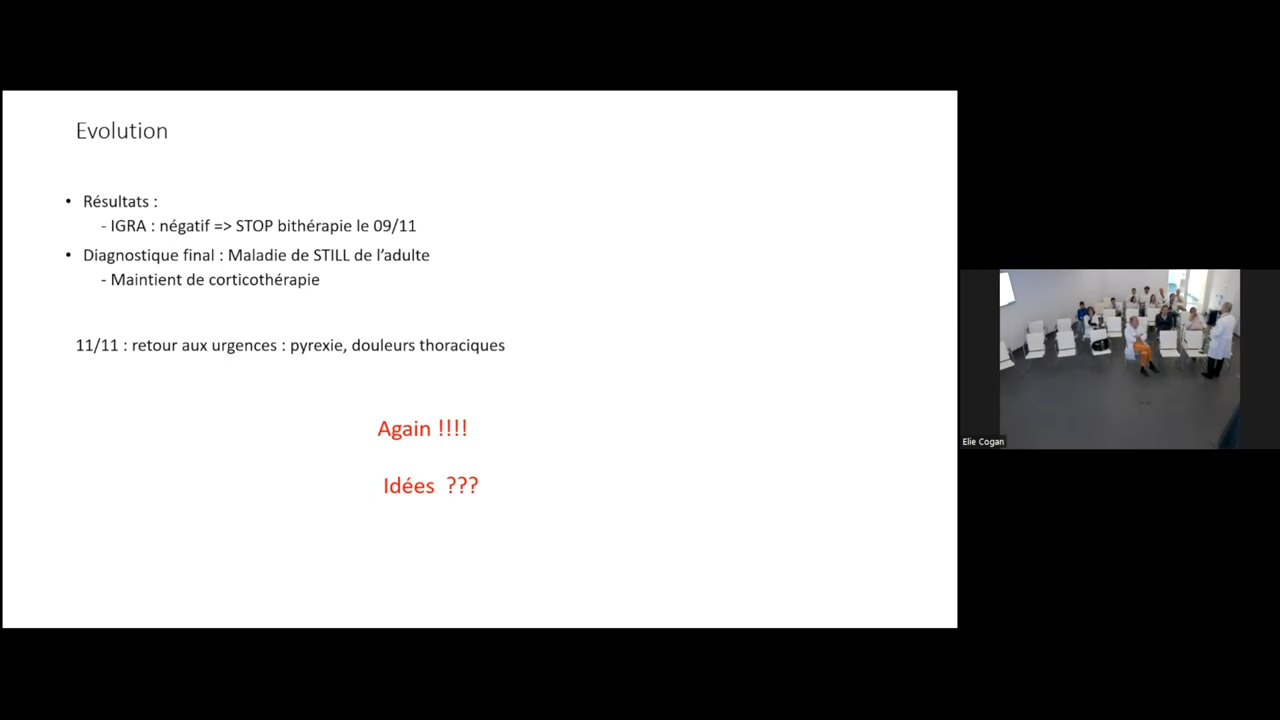 Evolution
• Résultats :
- IGRA : négatif => STOP bithérapie le 09/11
• Diagnostique final : Maladie de STILL de l’adulte
- Maintient de corticothérapie
11/11 : retour aux urgences : pyrexie, douleurs thoraciques
Again !!!!
Idées ???
Elie Cogan